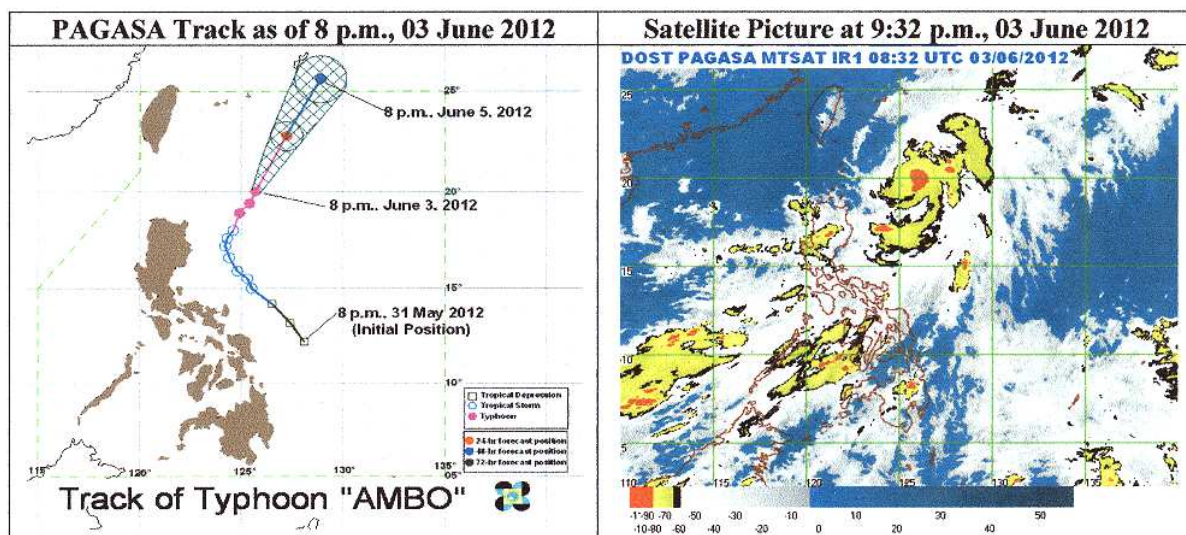 PAGASA Track as of 8 p.m., 03 June 2012
25°
20°
15°
10°
05°
115°
120°
125°
130°
135°
8 p.m.. June 5. 2012
8 p.m.. June 3. 2012
8 p.m.. 31 May 2012
(Initial Position)
Tropical Depression
Tropical Storm
Typhoon
24-hr forecast position
48-hr forecast position
72-hr forecast position
Track of Typhoon "AMBO"
Satellite Picture at 9:32 p.m., 03 June 2012
DOST PAGASA MTSAT IR1 08:32 UTC 03/06/2012
25
20
15
10
5
110
115
120
125
130
135
-90 -70 -50 -30 -10 10 30 50
-80 -60 -40 -20 0 20 40